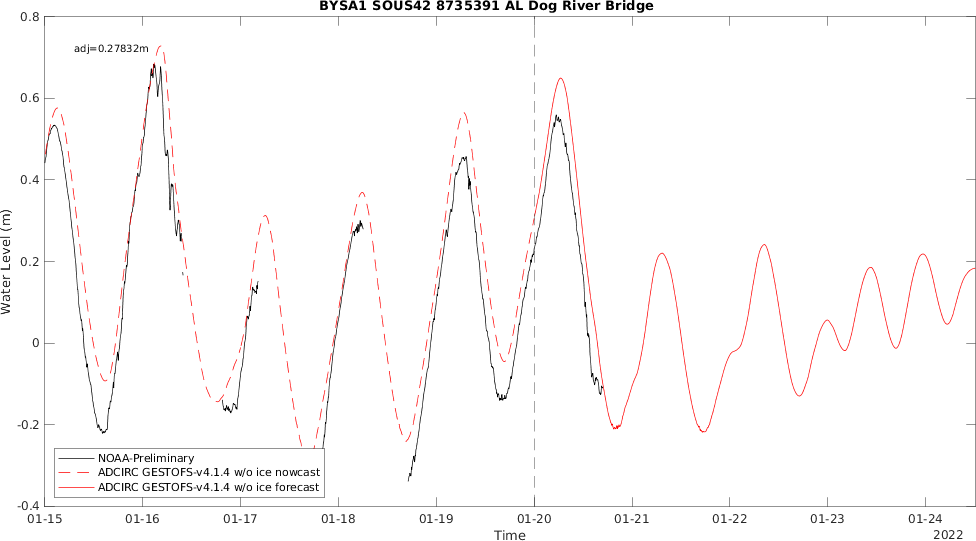 BYSA1 SOUS42 8735391 AL Dog River Bridge
adj=0.27832m
0.8
0.6
0.4
0.2
0
-0.2
-0.4
Water Level (m)
NOAA-Preliminary
ADCIRC GESTOFS-v4.1.4 w/o ice nowcast
ADCIRC GESTOFS-v4.1.4 w/o ice forecast
01-15 01-16 01-17 01-18 01-19 01-20 01-21 01-22 01-23 01-24
Time
2022